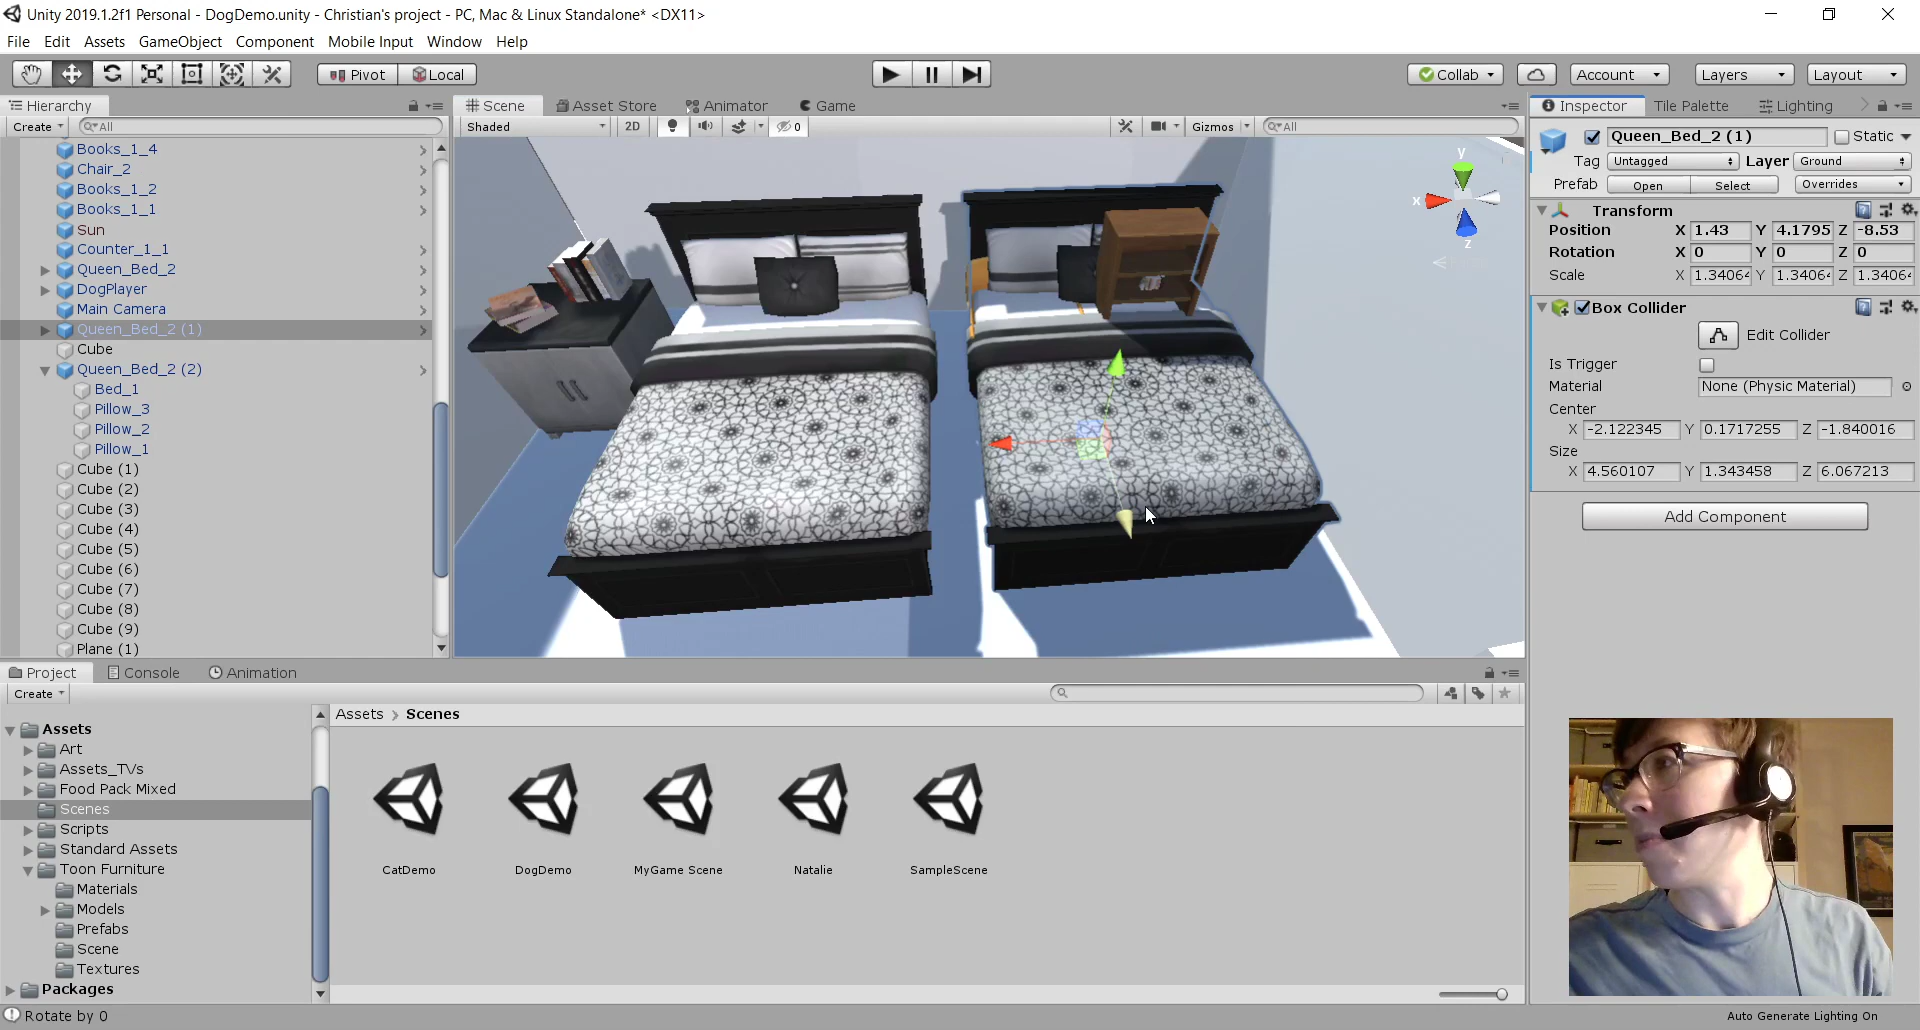 Unity 2019.1.2f1 Personal - DogDemo.unity - Christian's project - PC, Mac & Linux Standalone* <DX11>
File Edit Assets GameObject Component Mobile Input Window Help
Pivot Local Collab Account Layers Layout
Hierarchy
Create All
Books_1_4
Chair_2
Books_1_2
Books_1_1
Sun
Counter_1_1
Queen_Bed_2
DogPlayer
Main Camera
Queen_Bed_2 (1)
Cube
Queen_Bed_2 (2)
Bed_1
Pillow_3
Pillow_2
Pillow_1
Cube (1)
Cube (2)
Cube (3)
Cube (4)
Cube (5)
Cube (6)
Cube (7)
Cube (8)
Cube (9)
Plane (1)
Scene Asset Store Animator Game
Shaded 2D 0 Gizmos All
y
x
z
Inspector Tile Palette Lighting
Queen_Bed_2 (1) Static
Tag Untagged Layer Ground
Prefab Open Select Overrides
Transform
Position X 1.43 Y 4.1795 Z -8.53
Rotation X 0 Y 0 Z 0
Scale X 1.34064 Y 1.34064 Z 1.34064
Box Collider
Edit Collider
Is Trigger
Material None (Physic Material)
Center
X -2.122345 Y 0.1717255 Z -1.840016
Size
X 4.560107 Y 1.343458 Z 6.067213
Add Component
Project Console Animation
Create
Assets
Art
Assets_TVs
Food Pack Mixed
Scenes
Scripts
Standard Assets
Toon Furniture
Materials
Models
Prefabs
Scene
Textures
Packages
Assets > Scenes
CatDemo DogDemo MyGame Scene Natalie SampleScene
Rotate by 0
Auto Generate Lighting On